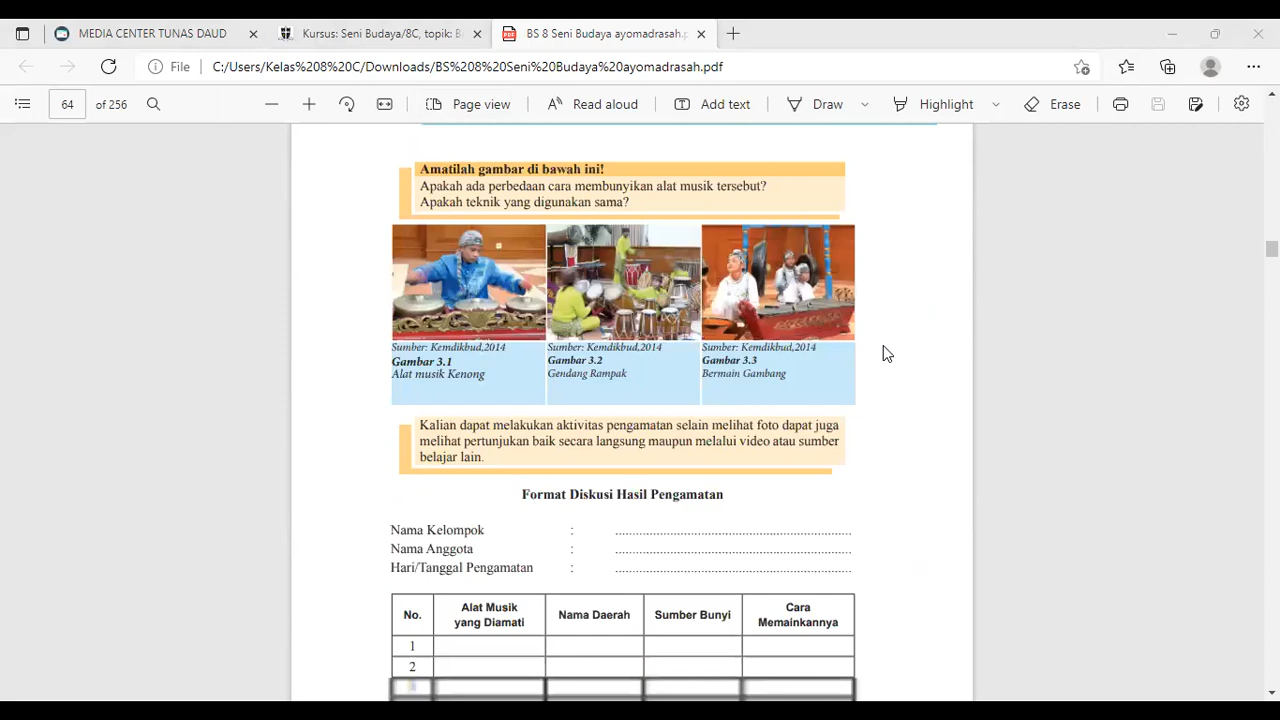 MEDIA CENTER TUNAS DAUD
Kursus: Seni Budaya/8C, topik: B
BS 8 Seni Budaya ayomadrasah.p
File
C:/Users/Kelas%208%20C/Downloads/BS%208%20Seni%20Budaya%20ayomadrasah.pdf
64 of 256
Page view
Read aloud
Add text
Draw
Highlight
Erase
Amatilah gambar di bawah ini!
Apakah ada perbedaan cara membunyikan alat musik tersebut?
Apakah teknik yang digunakan sama?
Sumber: Kemdikbud,2014
Gambar 3.1
Alat musik Kenong
Sumber: Kemdikbud,2014
Gambar 3.2
Gendang Rampak
Sumber: Kemdikbud,2014
Gambar 3.3
Bermain Gambang
Kalian dapat melakukan aktivitas pengamatan selain melihat foto dapat juga
melihat pertunjukan baik secara langsung maupun melalui video atau sumber
belajar lain.
Format Diskusi Hasil Pengamatan
Nama Kelompok : ......................................................................
Nama Anggota : ......................................................................
Hari/Tanggal Pengamatan : ......................................................................
No. Alat Musik yang Diamati Nama Daerah Sumber Bunyi Cara Memainkannya
1
2